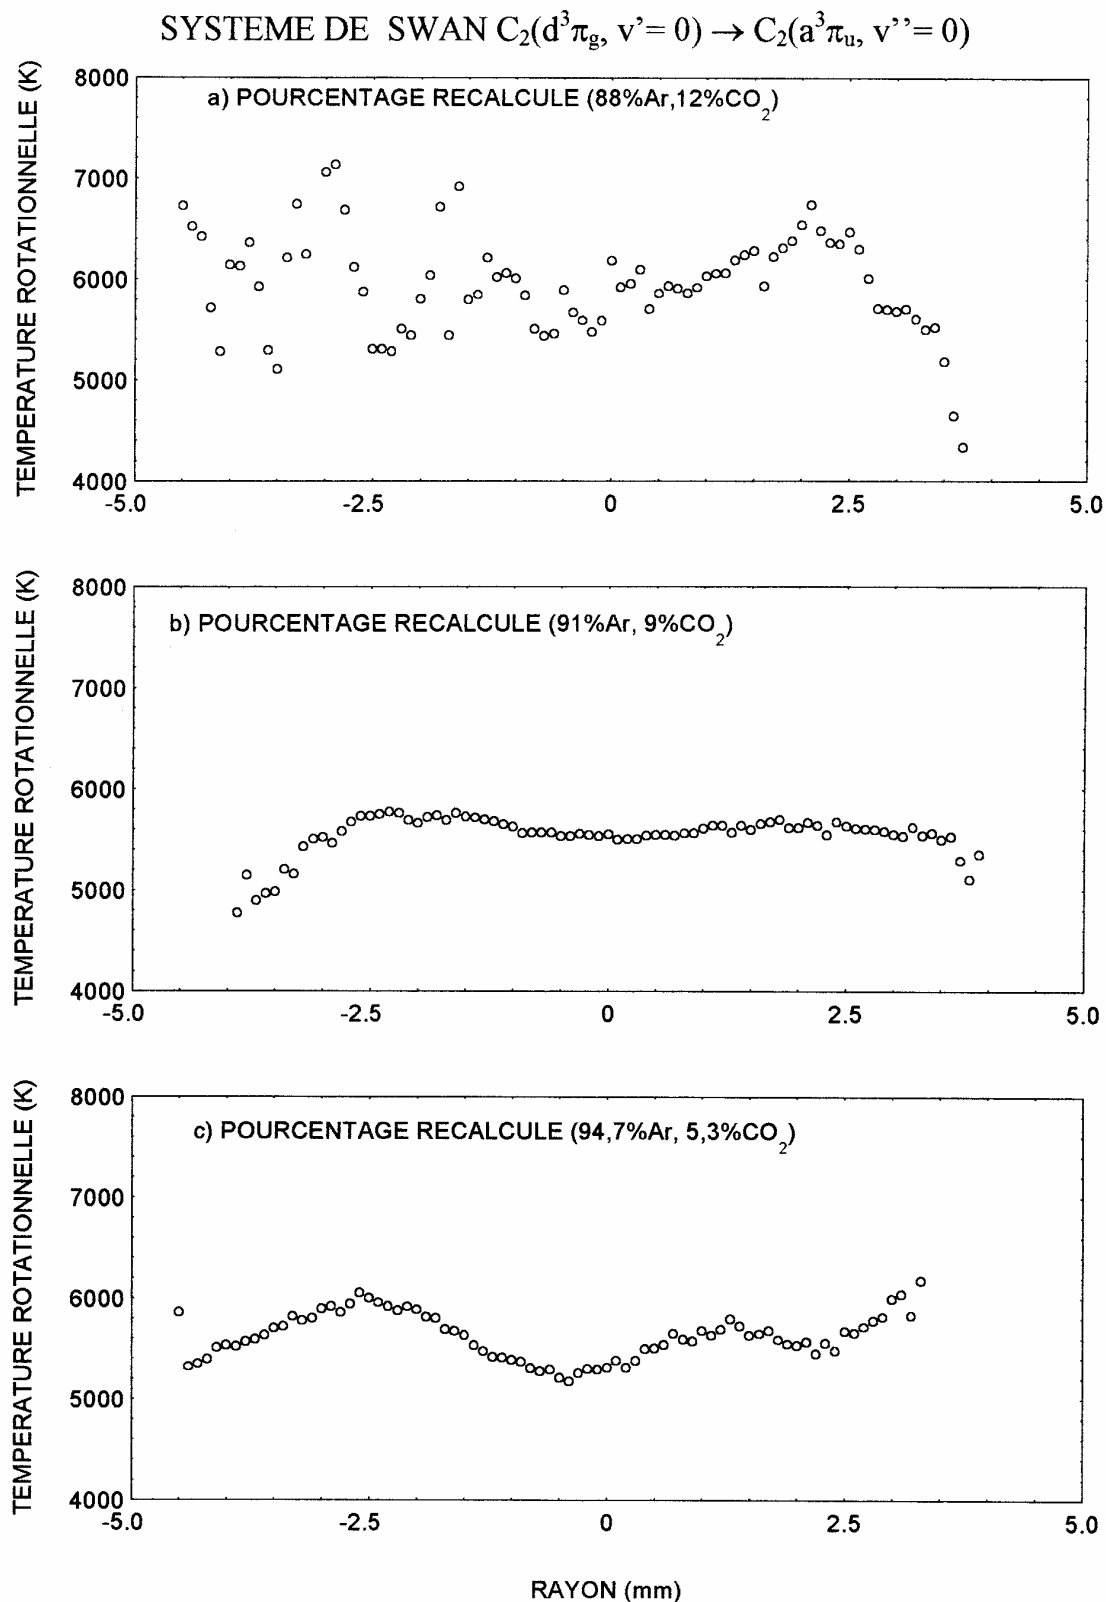 SYSTEME DE SWAN C₂(d³πg, v'= 0) → C₂(a³πu, v''= 0)
TEMPERATURE ROTATIONNELLE (K)
8000
7000
6000
5000
4000
a) POURCENTAGE RECALCULE (88%Ar,12%CO₂)
-5.0 -2.5 0 2.5 5.0
TEMPERATURE ROTATIONNELLE (K)
8000
7000
6000
5000
4000
b) POURCENTAGE RECALCULE (91%Ar, 9%CO₂)
-5.0 -2.5 0 2.5 5.0
TEMPERATURE ROTATIONNELLE (K)
8000
7000
6000
5000
4000
c) POURCENTAGE RECALCULE (94,7%Ar, 5,3%CO₂)
-5.0 -2.5 0 2.5 5.0
RAYON (mm)